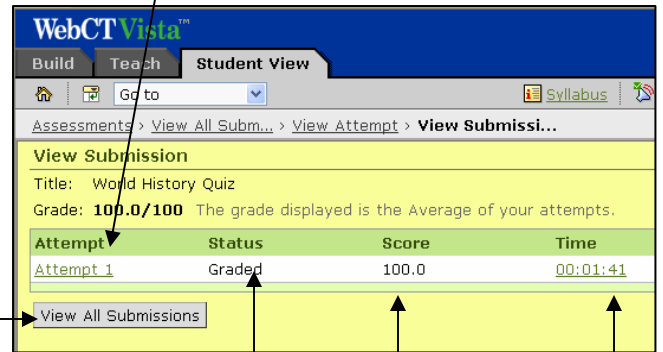 WebCT Vista™
Build Teach Student View
Go to Syllabus
Assessments › View All Subm... › View Attempt › View Submissi...
View Submission
Title: World History Quiz
Grade: 100.0/100 The grade displayed is the Average of your attempts.
Attempt Status Score Time
Attempt 1 Graded 100.0 00:01:41
View All Submissions